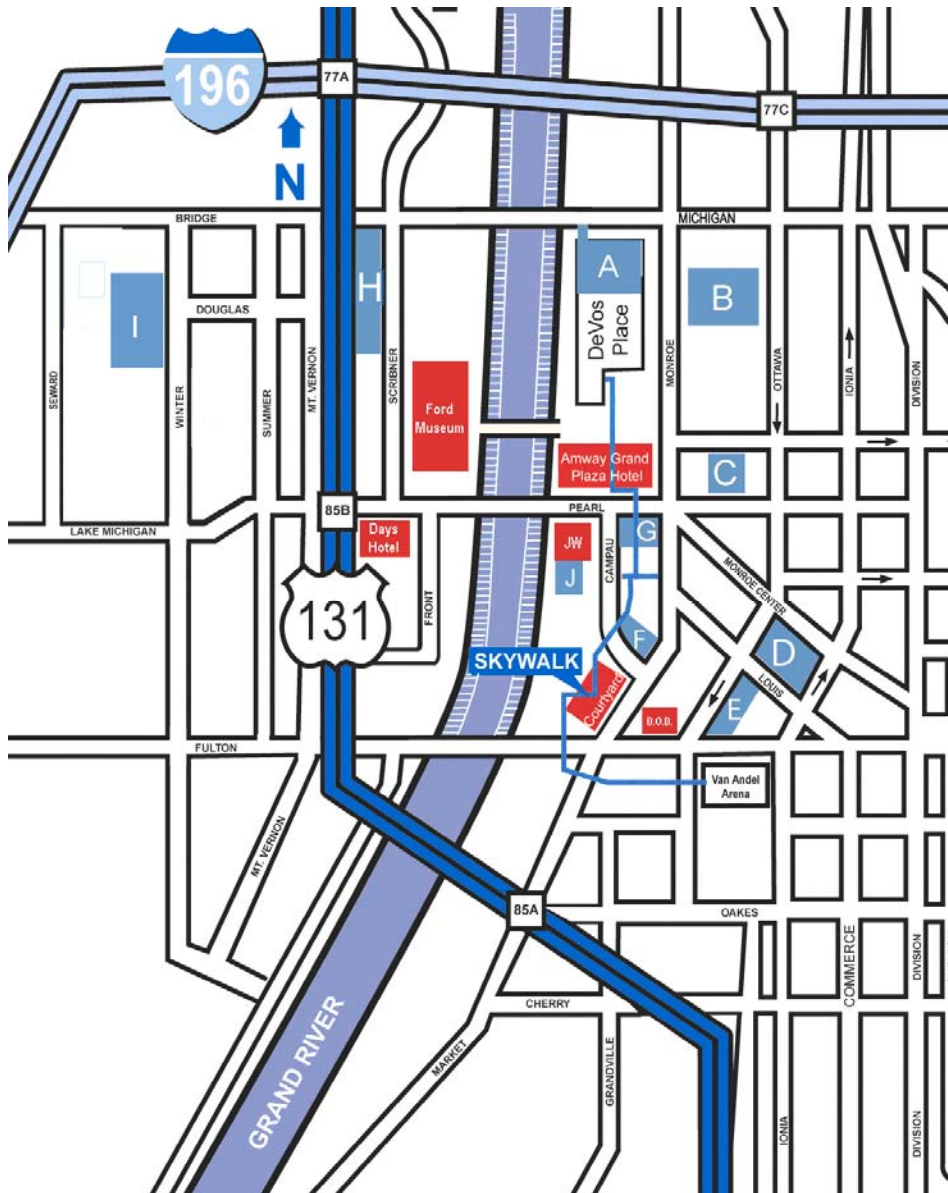 196
77A
77C
N
BRIDGE
MICHIGAN
A
DeVos
Place
B
H
I
DOUGLAS
SEWARD
WINTER
SUMMER
MT. VERNON
SCRIBNER
MONROE
OTTAWA
IONIA
DIVISION
Ford
Museum
Amway Grand
Plaza Hotel
C
85B
PEARL
LAKE MICHIGAN
Days
Hotel
JW
J
CAMPAU
G
FRONT
MONROE CENTER
131
F
D
SKYWALK
LOUIS
Courtyard
E
B.O.B.
FULTON
Van Andel
Arena
MT. VERNON
85A
OAKES
COMMERCE
DIVISION
CHERRY
GRAND RIVER
MARKET
GRANDVILLE
IONIA
DIVISION